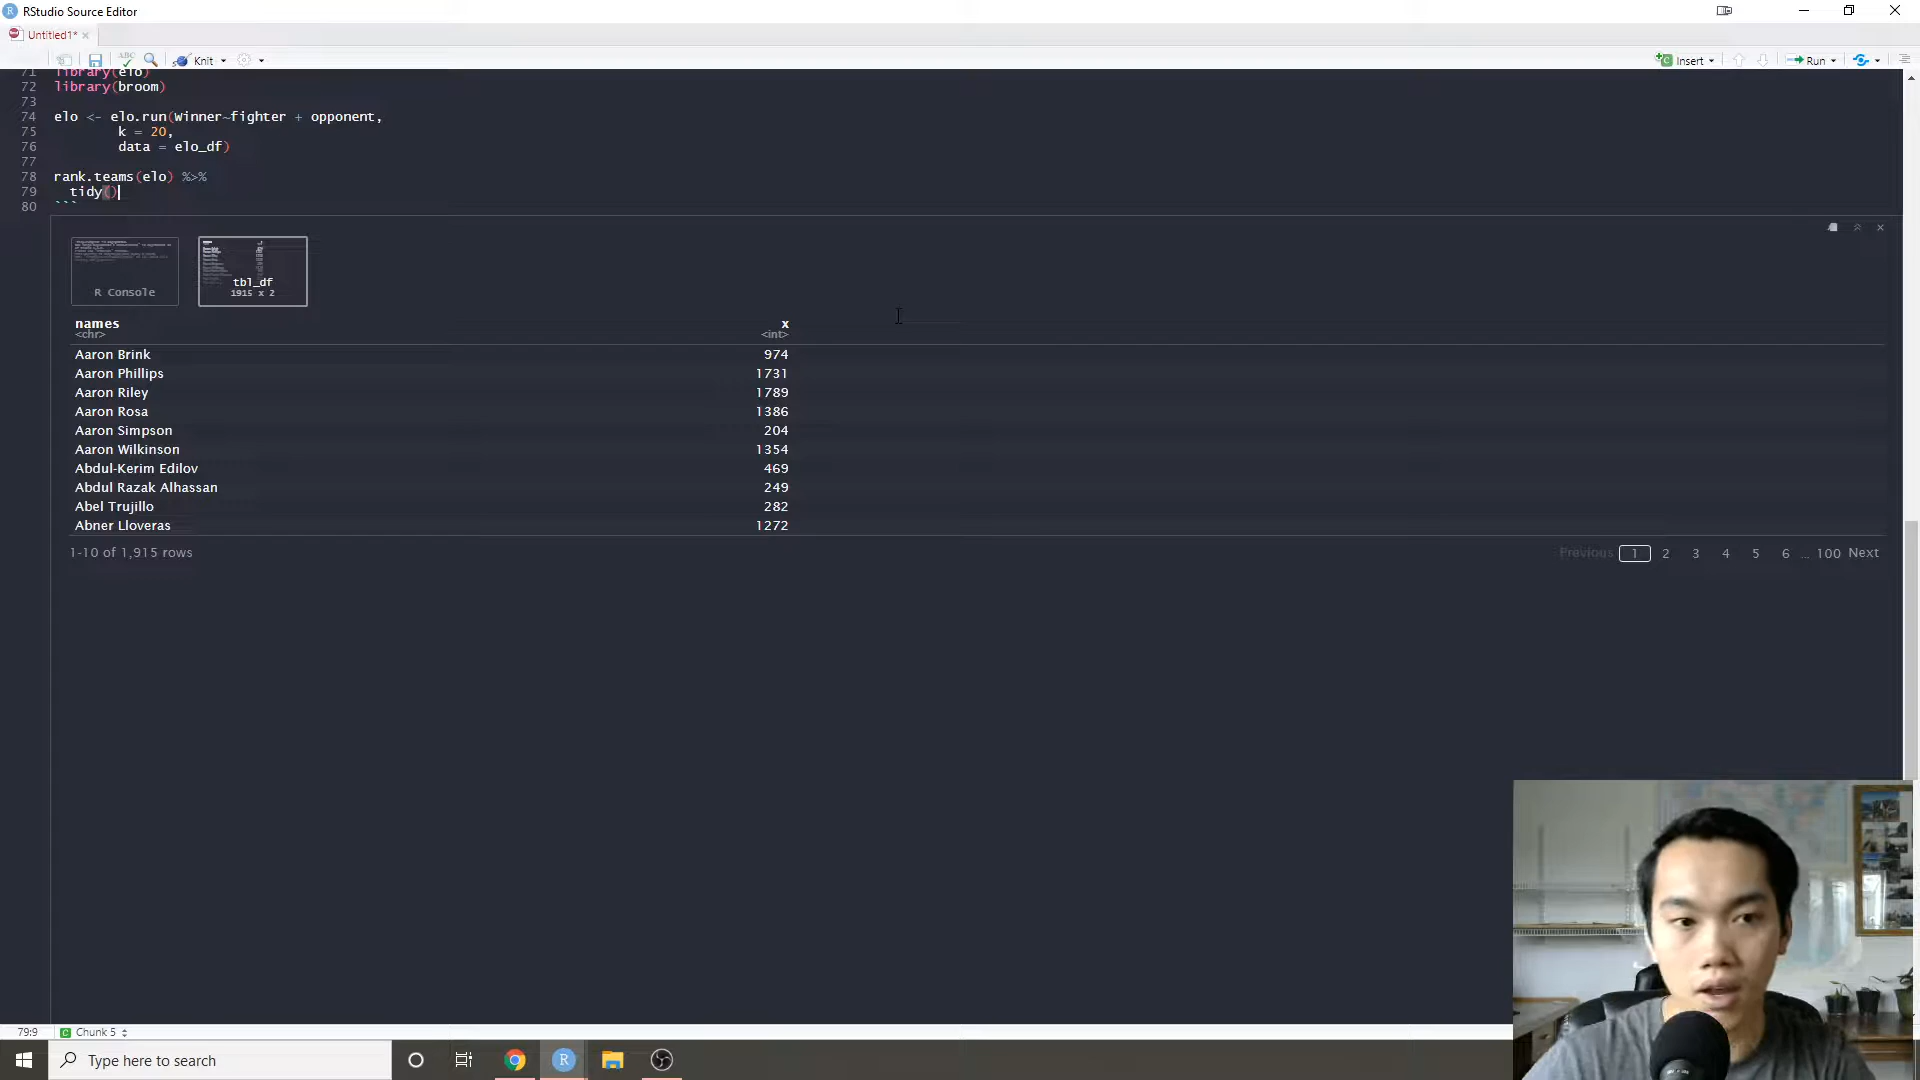 RStudio Source Editor
Untitled1*
ABC
Knit
Insert
Run
71 library(elo)
72 library(broom)
73
74 elo <- elo.run(Winner~fighter + opponent,
75 k = 20,
76 data = elo_df)
77
78 rank.teams(elo) %>%
79 tidy()
80 ```
R Console
tbl_df
1915 x 2
names x
<chr> <int>
Aaron Brink 974
Aaron Phillips 1731
Aaron Riley 1789
Aaron Rosa 1386
Aaron Simpson 204
Aaron Wilkinson 1354
Abdul-Kerim Edilov 469
Abdul Razak Alhassan 249
Abel Trujillo 282
Abner Lloveras 1272
1-10 of 1,915 rows
Previous 1 2 3 4 5 6 ... 100 Next
79:9 Chunk 5
Type here to search
R